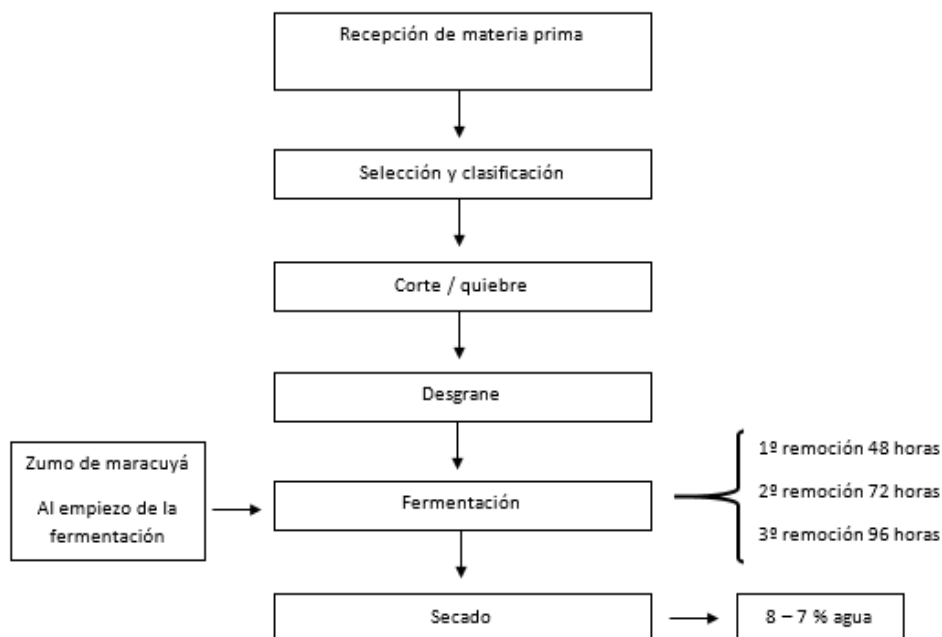 Recepción de materia prima
Selección y clasificación
Corte / quiebre
Desgrane
Zumo de maracuyá
Al empiezo de la
fermentación
Fermentación
1º remoción 48 horas
2º remoción 72 horas
3º remoción 96 horas
Secado
8 – 7 % agua